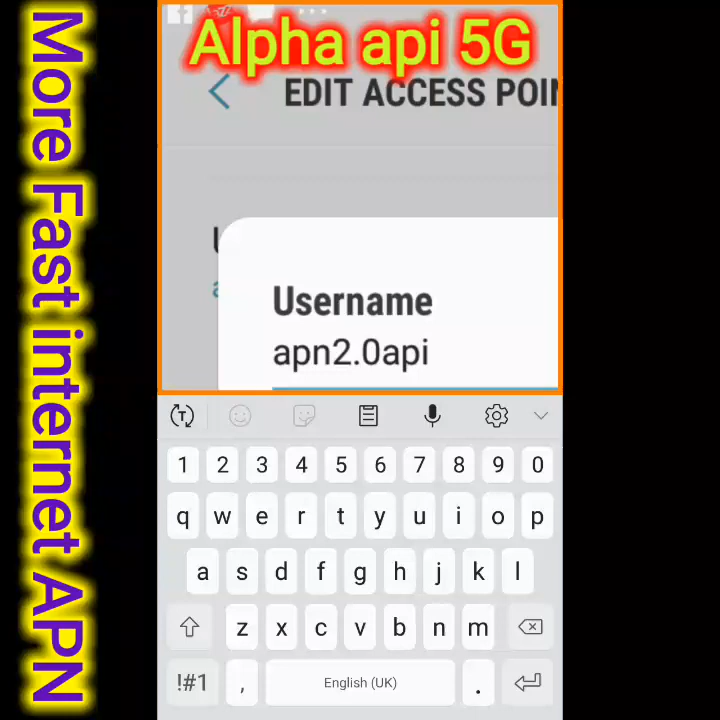 More Fast internet APN
Alpha api 5G
EDIT ACCESS POIN
Username
apn2.0api
1 2 3 4 5 6 7 8 9 0
q w e r t y u i o p
a s d f g h j k l
z x c v b n m
!#1 , English (UK) .